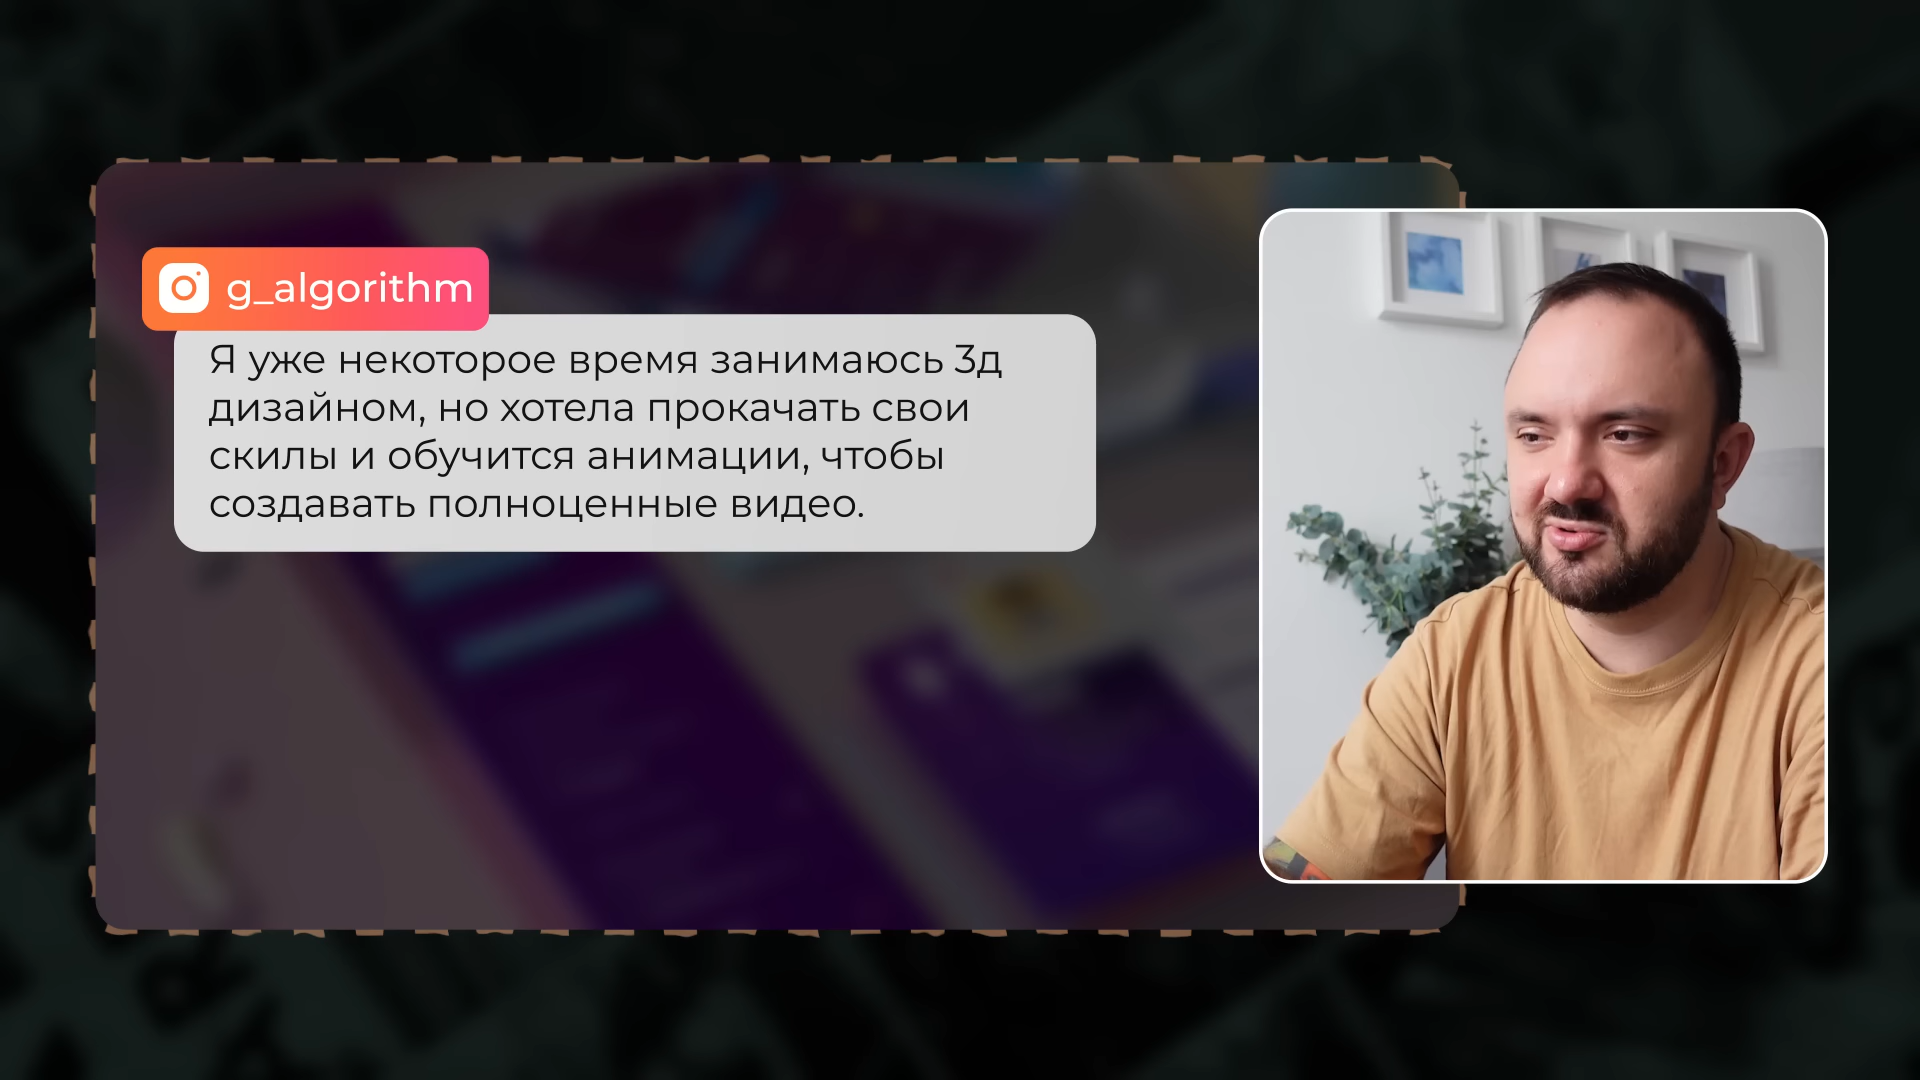 g_algorithm
Я уже некоторое время занимаюсь 3д
дизайном, но хотела прокачать свои
скилы и обучится анимации, чтобы
создавать полноценные видео.